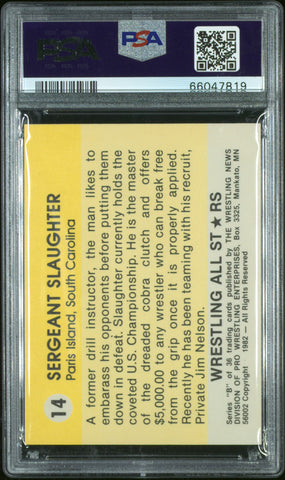 PSA
66047819
14
SERGEANT SLAUGHTER
Parris Island, South Carolina
A former drill instructor, the man likes to
embarass his opponents before putting them
down in defeat. Slaughter currently holds the
coveted U.S. Championship. He is the master
of the dreaded cobra clutch and offers
$5,000.00 to any wrestler who can break free
from the grip once it is properly applied.
Recently he has been teaming with his recruit,
Private Jim Nelson.
WRESTLING ALL ST★RS
Series "B" of 36 trading cards published by THE WRESTLING NEWS
DIVISION OF PRO WRESTLING ENTERPRISES, Box 3325, Mankato, MN
56002 Copyright 1982 — All Rights Reserved